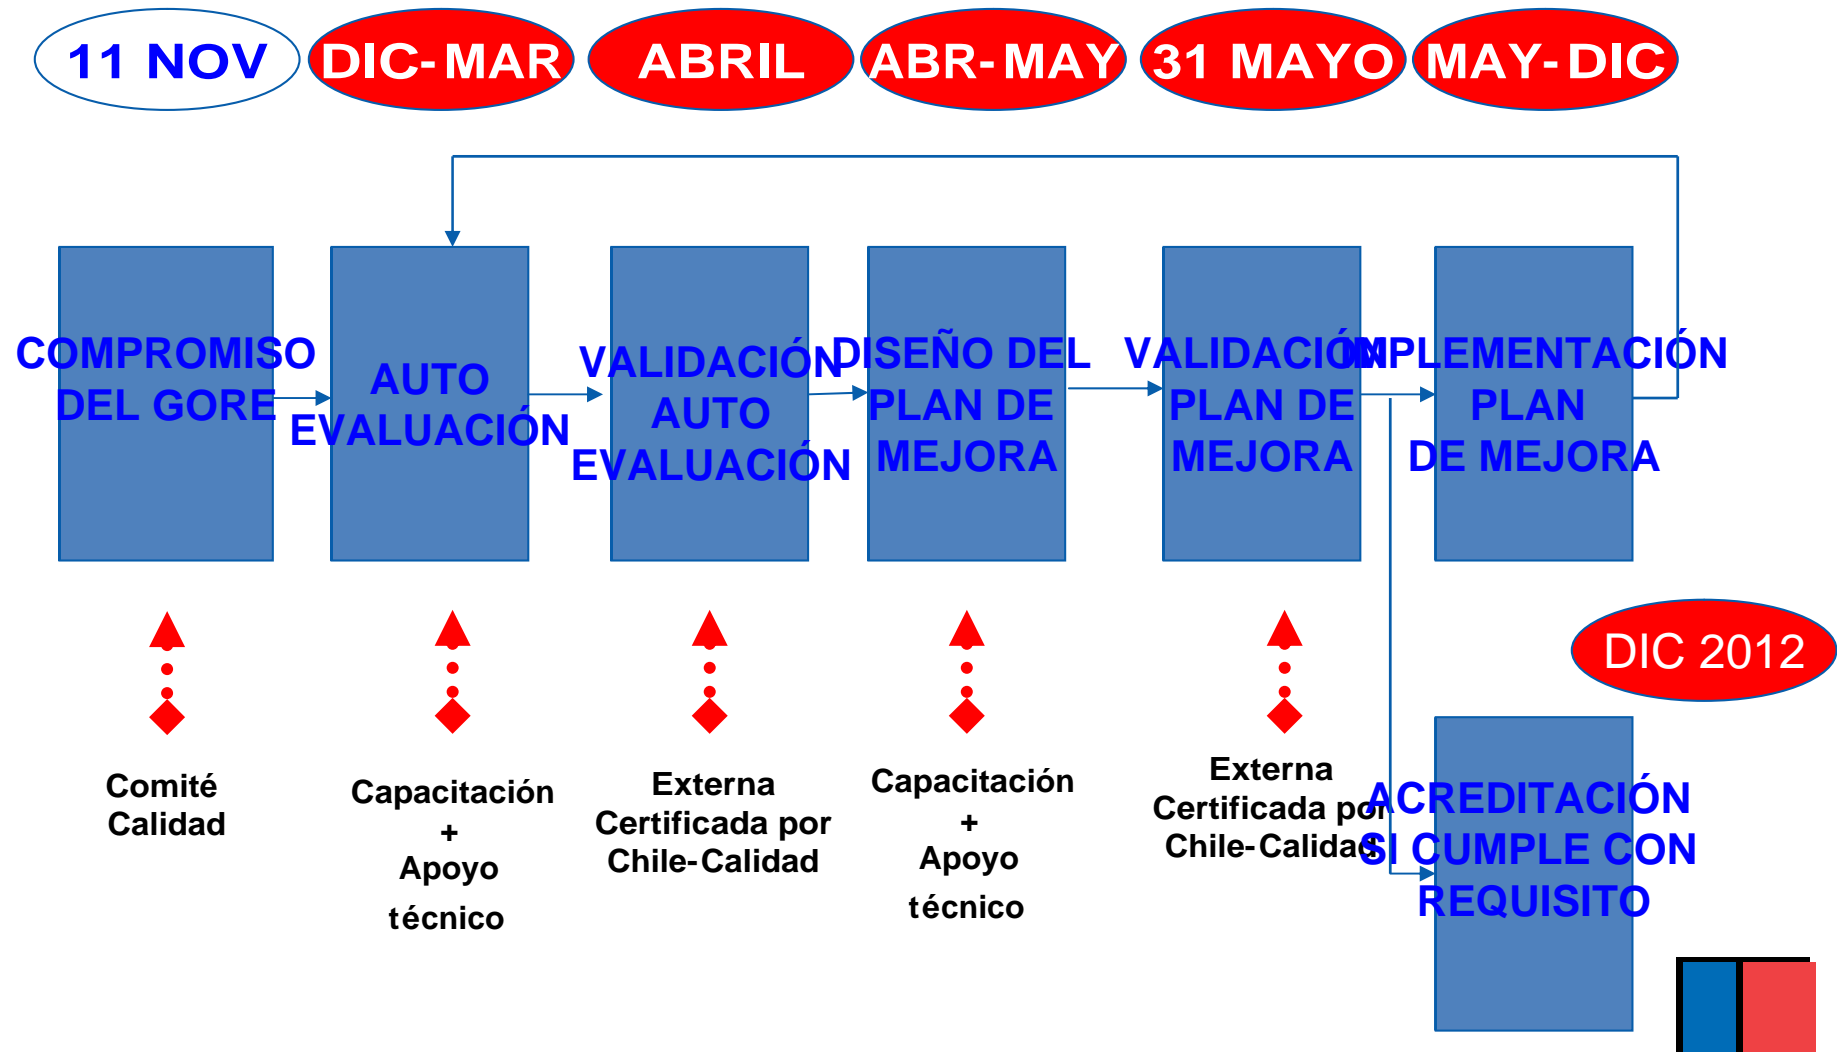 11 NOV
DIC-MAR
ABRIL
ABR-MAY
31 MAYO
MAY-DIC
COMPROMISO
DEL GORE
AUTO
EVALUACIÓN
VALIDACIÓN
AUTO
EVALUACIÓN
DISEÑO DEL
PLAN DE
MEJORA
VALIDACIÓN
PLAN DE
MEJORA
IMPLEMENTACIÓN
PLAN
DE MEJORA
Comité
Calidad
Capacitación
+
Apoyo
técnico
Externa
Certificada por
Chile-Calidad
Capacitación
+
Apoyo
técnico
Externa
Certificada por
Chile-Calidad
DIC 2012
ACREDITACIÓN
SI CUMPLE CON
REQUISITO